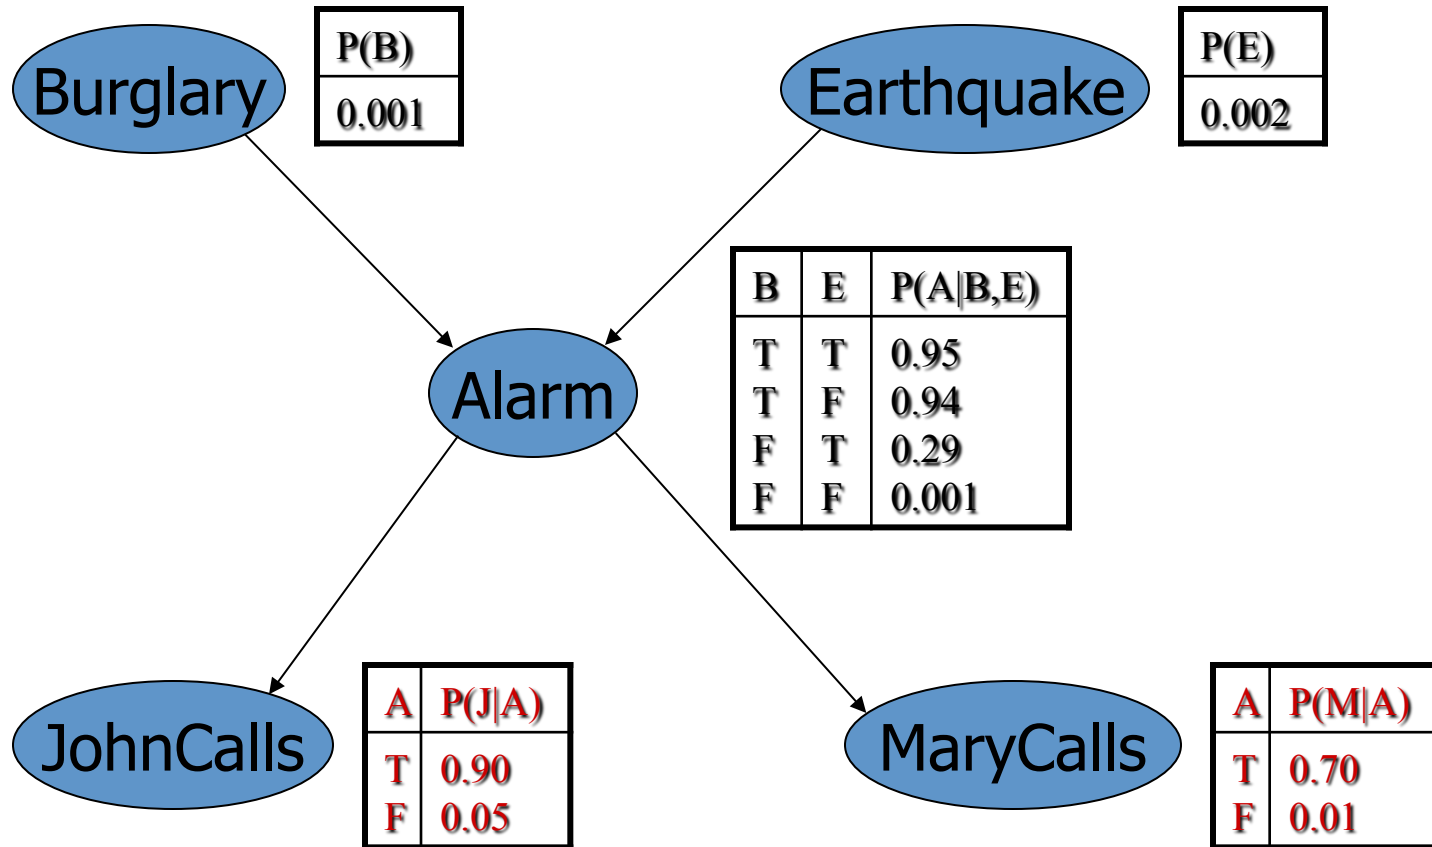 Burglary
P(B)
0.001
Earthquake
P(E)
0.002
Alarm
B E P(A|B,E)
T T 0.95
T F 0.94
F T 0.29
F F 0.001
JohnCalls
A P(J|A)
T 0.90
F 0.05
MaryCalls
A P(M|A)
T 0.70
F 0.01